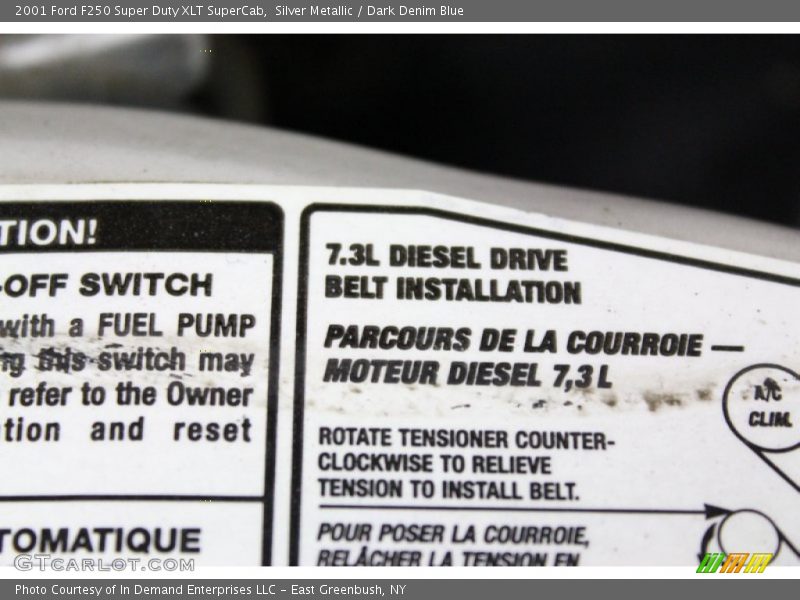 2001 Ford F250 Super Duty XLT SuperCab,  Silver Metallic / Dark Denim Blue
TION!
-OFF SWITCH
with a FUEL PUMP
ng this switch may
refer to the Owner
ation and reset
TOMATIQUE
7.3L DIESEL DRIVE
BELT INSTALLATION
PARCOURS DE LA COURROIE —
MOTEUR DIESEL 7,3 L
A/C
CLIM.
ROTATE TENSIONER COUNTER-
CLOCKWISE TO RELIEVE
TENSION TO INSTALL BELT.
POUR POSER LA COURROIE,
RELÂCHER LA TENSION EN
GTcarlot.com
Photo Courtesy of In Demand Enterprises LLC – East Greenbush, NY